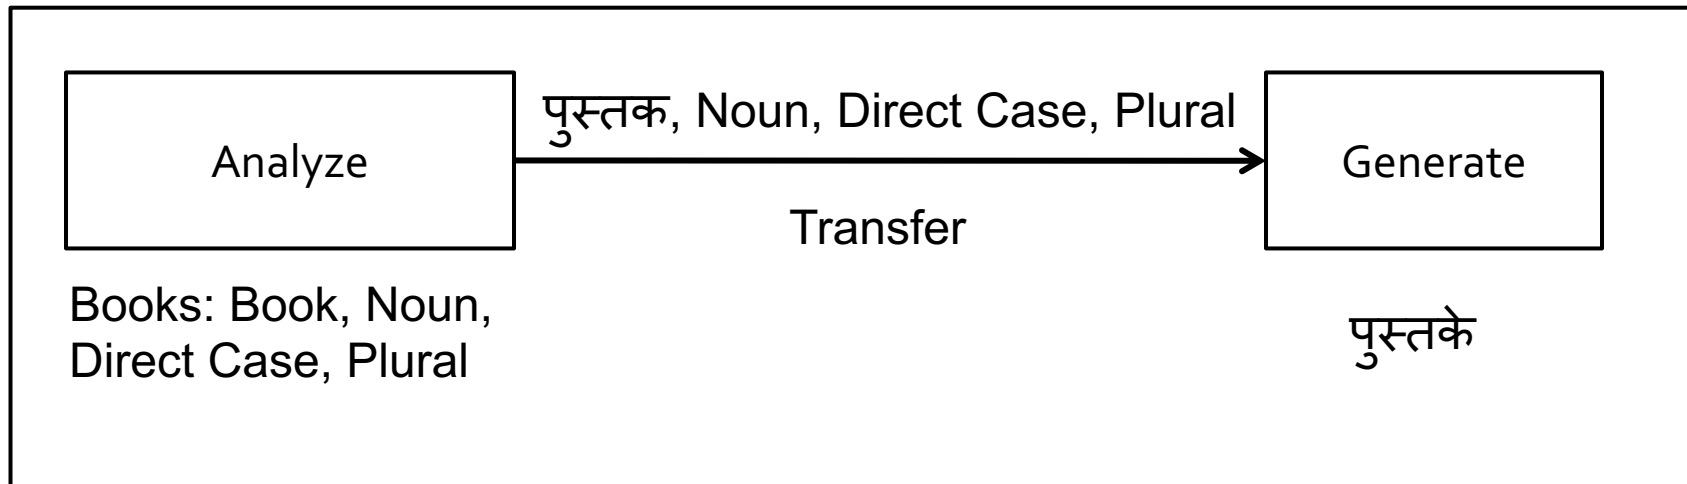 Analyze
पुस्तक, Noun, Direct Case, Plural
Transfer
Generate
Books: Book, Noun,
Direct Case, Plural
पुस्तके